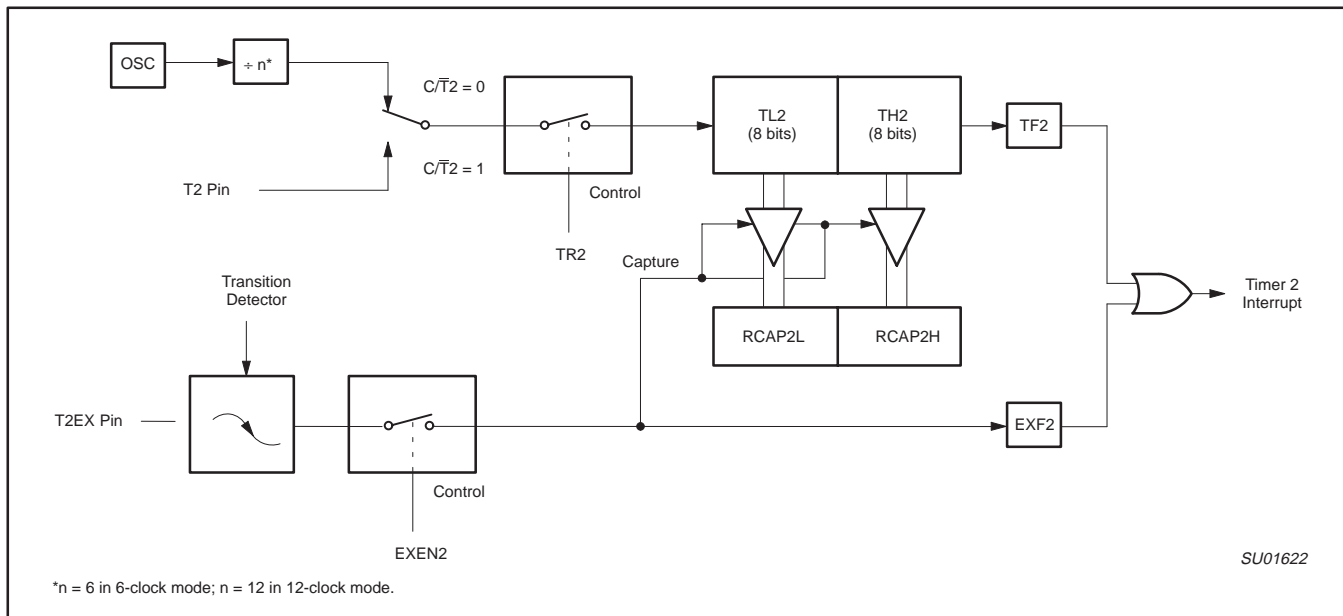 OSC
÷ n*
C/T̅2 = 0
C/T̅2 = 1
T2 Pin
Control
TR2
TL2
(8 bits)
TH2
(8 bits)
TF2
Capture
Transition
Detector
RCAP2L
RCAP2H
Timer 2
Interrupt
T2EX Pin
Control
EXEN2
EXF2
SU01622
*n = 6 in 6-clock mode; n = 12 in 12-clock mode.